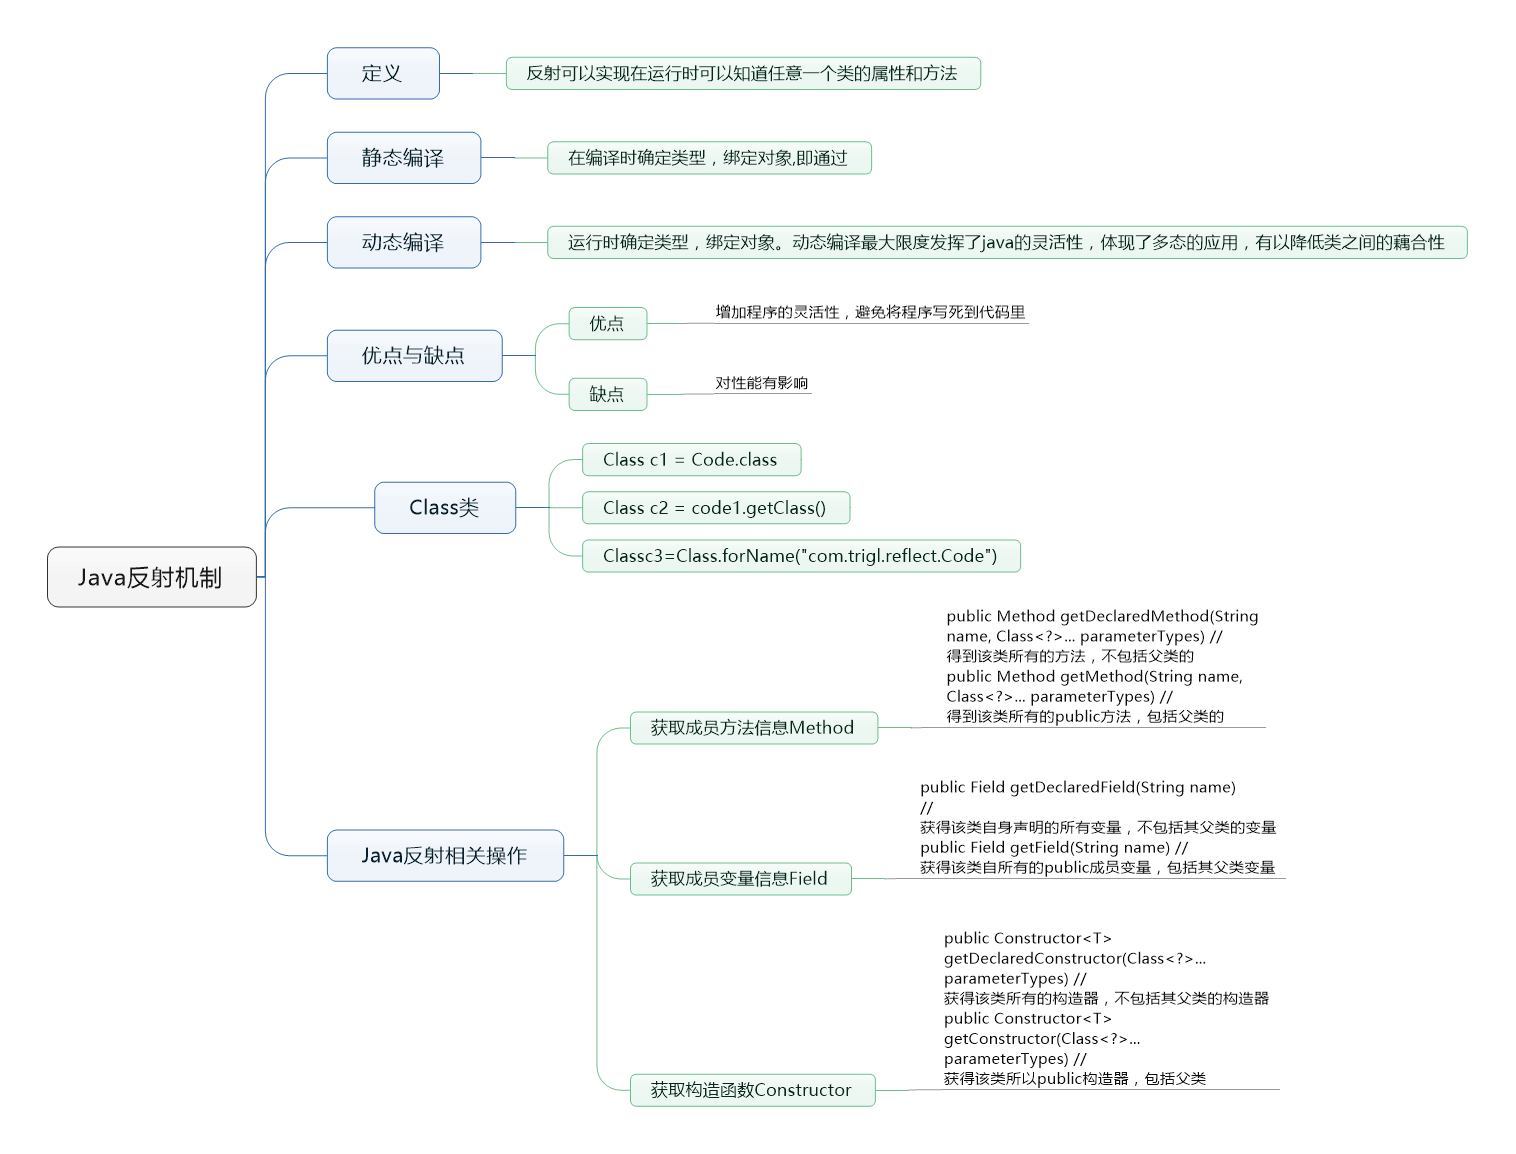 Java反射机制
定义
反射可以实现在运行时可以知道任意一个类的属性和方法
静态编译
在编译时确定类型，绑定对象,即通过
动态编译
运行时确定类型，绑定对象。动态编译最大限度发挥了java的灵活性，体现了多态的应用，有以降低类之间的藕合性
优点与缺点
优点
增加程序的灵活性，避免将程序写死到代码里
缺点
对性能有影响
Class类
Class c1 = Code.class
Class c2 = code1.getClass()
Classc3=Class.forName("com.trigl.reflect.Code")
Java反射相关操作
获取成员方法信息Method
public Method getDeclaredMethod(String
name, Class<?>... parameterTypes) //
得到该类所有的方法，不包括父类的
public Method getMethod(String name,
Class<?>... parameterTypes) //
得到该类所有的public方法，包括父类的
获取成员变量信息Field
public Field getDeclaredField(String name)
//
获得该类自身声明的所有变量，不包括其父类的变量
public Field getField(String name) //
获得该类自所有的public成员变量，包括其父类变量
获取构造函数Constructor
public Constructor<T>
getDeclaredConstructor(Class<?>...
parameterTypes) //
获得该类所有的构造器，不包括其父类的构造器
public Constructor<T>
getConstructor(Class<?>...
parameterTypes) //
获得该类所以public构造器，包括父类